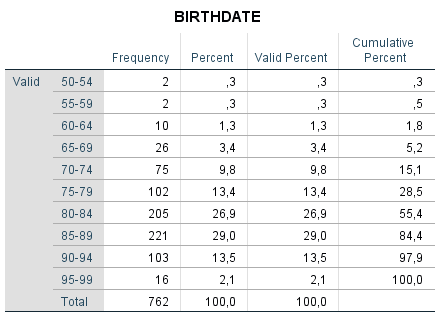 BIRTHDATE
Frequency Percent Valid Percent Cumulative Percent
Valid 50-54 2 ,3 ,3 ,3
55-59 2 ,3 ,3 ,5
60-64 10 1,3 1,3 1,8
65-69 26 3,4 3,4 5,2
70-74 75 9,8 9,8 15,1
75-79 102 13,4 13,4 28,5
80-84 205 26,9 26,9 55,4
85-89 221 29,0 29,0 84,4
90-94 103 13,5 13,5 97,9
95-99 16 2,1 2,1 100,0
Total 762 100,0 100,0